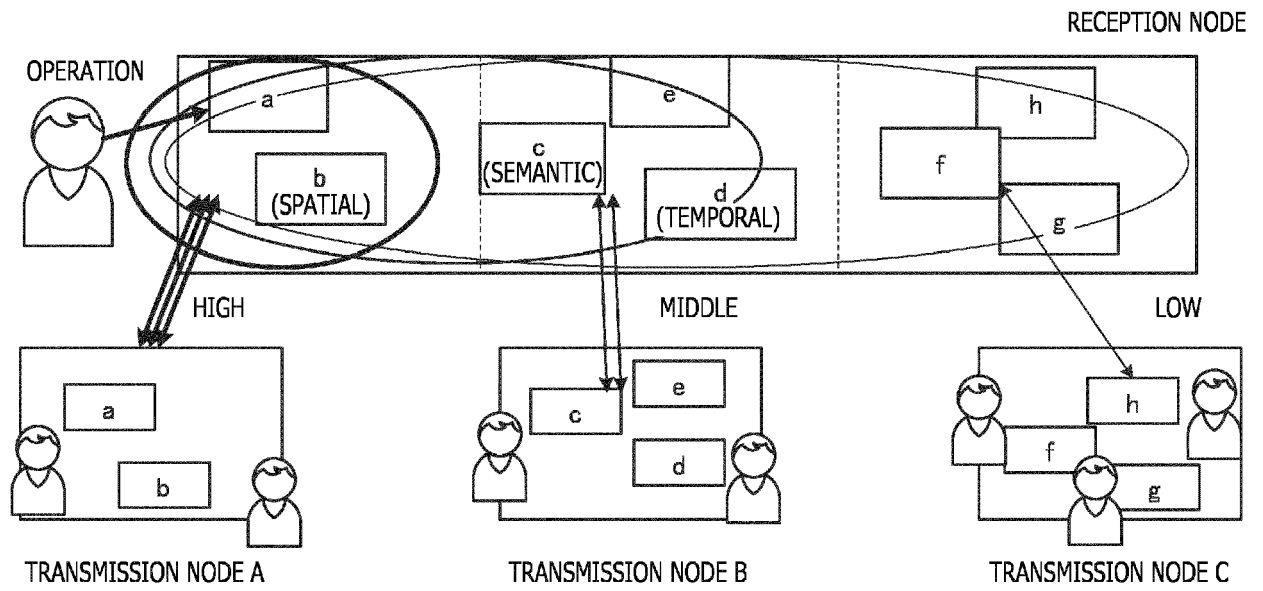 RECEPTION NODE
OPERATION
a
e
h
c
(SEMANTIC)
f
b
(SPATIAL)
d
(TEMPORAL)
g
HIGH
MIDDLE
LOW
a
b
e
c
d
h
f
g
TRANSMISSION NODE A
TRANSMISSION NODE B
TRANSMISSION NODE C